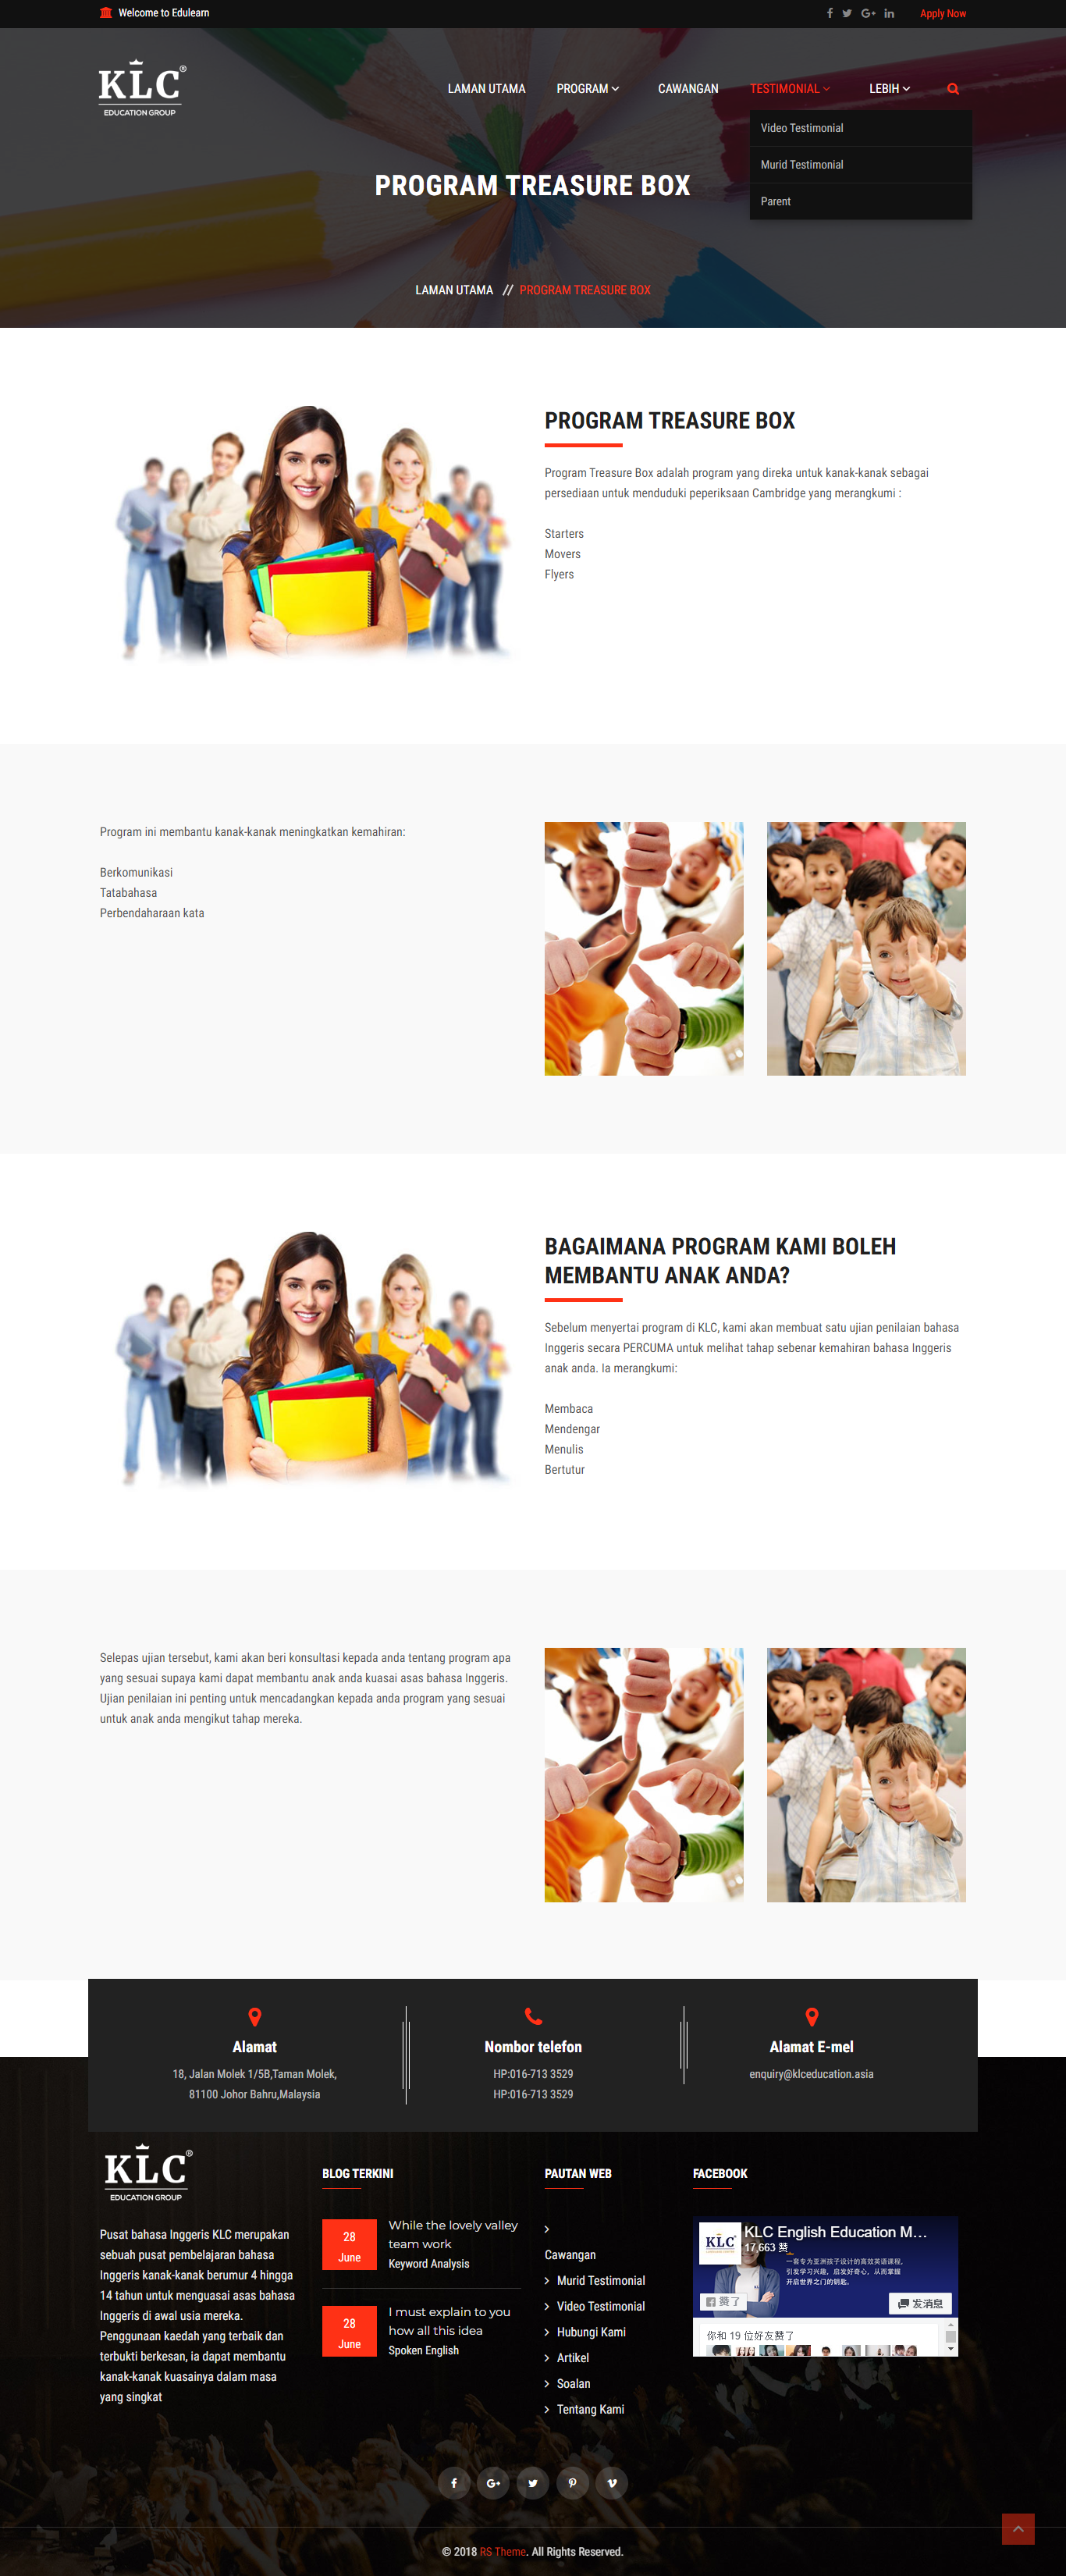 Welcome to Edulearn
Apply Now
KLC®
EDUCATION GROUP
LAMAN UTAMA
PROGRAM
CAWANGAN
TESTIMONIAL
LEBIH
Video Testimonial
Murid Testimonial
Parent
PROGRAM TREASURE BOX
LAMAN UTAMA // PROGRAM TREASURE BOX
PROGRAM TREASURE BOX
Program Treasure Box adalah program yang direka untuk kanak-kanak sebagai
persediaan untuk menduduki peperiksaan Cambridge yang merangkumi :
Starters
Movers
Flyers
Program ini membantu kanak-kanak meningkatkan kemahiran:
Berkomunikasi
Tatabahasa
Perbendaharaan kata
BAGAIMANA PROGRAM KAMI BOLEH
MEMBANTU ANAK ANDA?
Sebelum menyertai program di KLC, kami akan membuat satu ujian penilaian bahasa
Inggeris secara PERCUMA untuk melihat tahap sebenar kemahiran bahasa Inggeris
anak anda. Ia merangkumi:
Membaca
Mendengar
Menulis
Bertutur
Selepas ujian tersebut, kami akan beri konsultasi kepada anda tentang program apa
yang sesuai supaya kami dapat membantu anak anda kuasai asas bahasa Inggeris.
Ujian penilaian ini penting untuk mencadangkan kepada anda program yang sesuai
untuk anak anda mengikut tahap mereka.
Alamat
18, Jalan Molek 1/5B,Taman Molek,
81100 Johor Bahru,Malaysia
Nombor telefon
HP:016-713 3529
HP:016-713 3529
Alamat E-mel
enquiry@klceducation.asia
KLC®
EDUCATION GROUP
Pusat bahasa Inggeris KLC merupakan
sebuah pusat pembelajaran bahasa
Inggeris kanak-kanak berumur 4 hingga
14 tahun untuk menguasai asas bahasa
Inggeris di awal usia mereka.
Penggunaan kaedah yang terbaik dan
terbukti berkesan, ia dapat membantu
kanak-kanak kuasainya dalam masa
yang singkat
BLOG TERKINI
28
June
While the lovely valley
team work
Keyword Analysis
28
June
I must explain to you
how all this idea
Spoken English
PAUTAN WEB
Cawangan
Murid Testimonial
Video Testimonial
Hubungi Kami
Artikel
Soalan
Tentang Kami
FACEBOOK
KLC
KLC English Education M...
17,663 赞
一套专为亚洲孩子设计的高效英语课程,
引发学习兴趣, 启发好奇心, 从而掌握
开启世界之门的钥匙。
赞了
发消息
你和 19 位好友赞了
© 2018 RS Theme. All Rights Reserved.